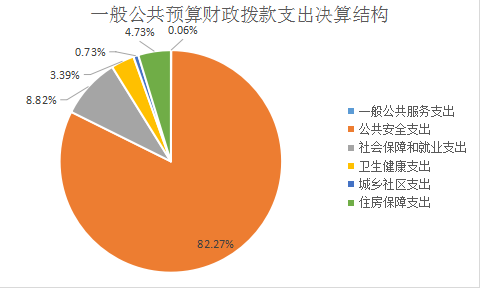 一般公共预算财政拨款支出决算结构
4.73%
0.06%
0.73%
3.39%
8.82%
82.27%
一般公共服务支出
公共安全支出
社会保障和就业支出
卫生健康支出
城乡社区支出
住房保障支出